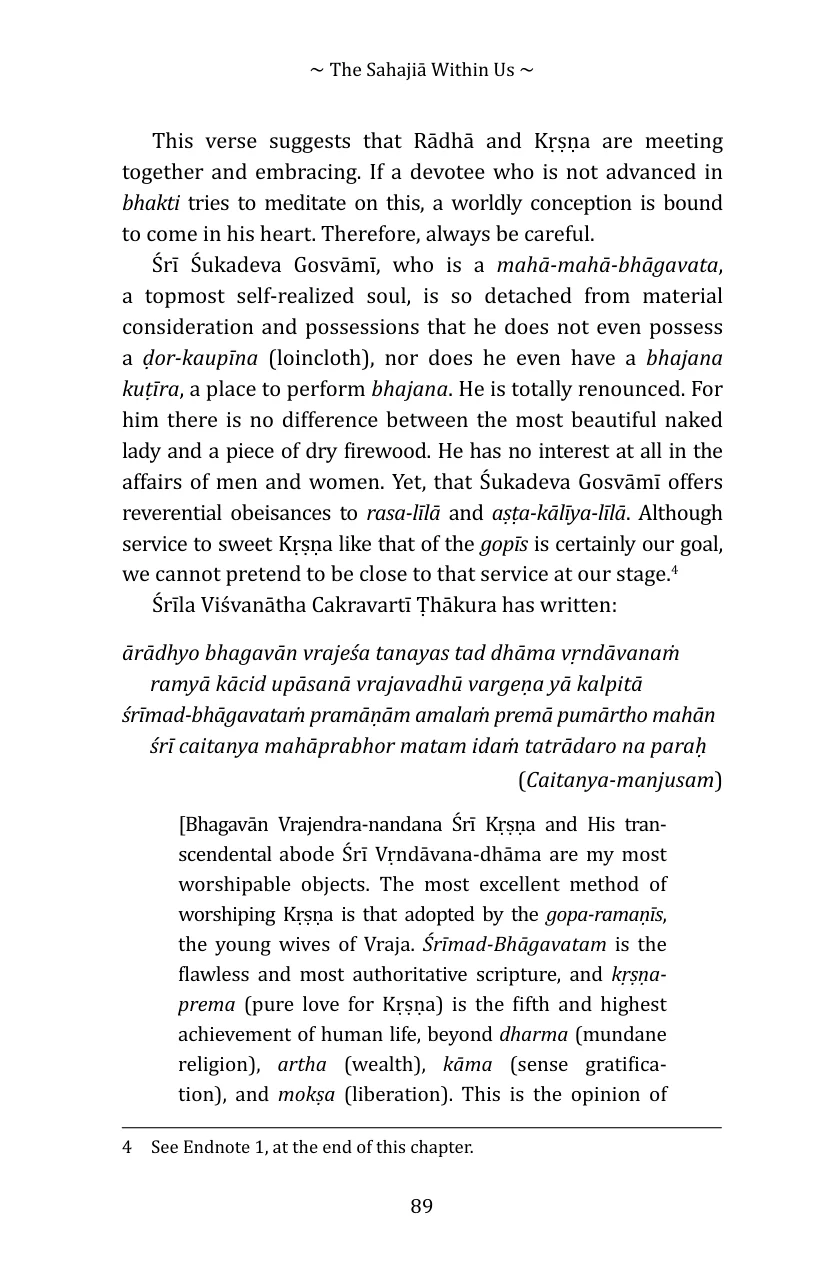 ~ The Sahajiā Within Us ~
This verse suggests that Rādhā and Kṛṣṇa are meeting
together and embracing. If a devotee who is not advanced in
bhakti tries to meditate on this, a worldly conception is bound
to come in his heart. Therefore, always be careful.
Śrī Śukadeva Gosvāmī, who is a mahā-mahā-bhāgavata,
a topmost self-realized soul, is so detached from material
consideration and possessions that he does not even possess
a ḍor-kaupīna (loincloth), nor does he even have a bhajana
kuṭīra, a place to perform bhajana. He is totally renounced. For
him there is no difference between the most beautiful naked
lady and a piece of dry firewood. He has no interest at all in the
affairs of men and women. Yet, that Śukadeva Gosvāmī offers
reverential obeisances to rasa-līlā and aṣṭa-kālīya-līlā. Although
service to sweet Kṛṣṇa like that of the gopīs is certainly our goal,
we cannot pretend to be close to that service at our stage.4
Śrīla Viśvanātha Cakravartī Ṭhākura has written:
ārādhyo bhagavān vrajeśa tanayas tad dhāma vṛndāvanaṁ
ramyā kācid upāsanā vrajavadhū vargeṇa yā kalpitā
śrīmad-bhāgavataṁ pramāṇām amalaṁ premā pumārtho mahān
śrī caitanya mahāprabhor matam idaṁ tatrādaro na paraḥ
(Caitanya-manjusam)
[Bhagavān Vrajendra-nandana Śrī Kṛṣṇa and His tran-
scendental abode Śrī Vṛndāvana-dhāma are my most
worshipable objects. The most excellent method of
worshiping Kṛṣṇa is that adopted by the gopa-ramaṇīs,
the young wives of Vraja. Śrīmad-Bhāgavatam is the
flawless and most authoritative scripture, and kṛṣṇa-
prema (pure love for Kṛṣṇa) is the fifth and highest
achievement of human life, beyond dharma (mundane
religion), artha (wealth), kāma (sense gratifica-
tion), and mokṣa (liberation). This is the opinion of
4 See Endnote 1, at the end of this chapter.
89